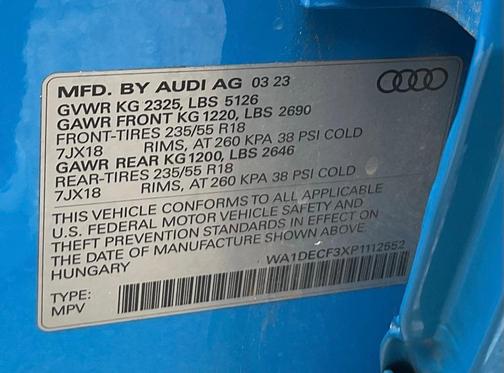 MFD. BY AUDI AG 03 23
GVWR KG 2325, LBS 5126
GAWR FRONT KG 1220, LBS 2690
FRONT-TIRES 235/55 R18
7JX18 RIMS, AT 260 KPA 38 PSI COLD
GAWR REAR KG 1200, LBS 2646
REAR-TIRES 235/55 R18
7JX18 RIMS, AT 260 KPA 38 PSI COLD
THIS VEHICLE CONFORMS TO ALL APPLICABLE
U.S. FEDERAL MOTOR VEHICLE SAFETY AND
THEFT PREVENTION STANDARDS IN EFFECT ON
THE DATE OF MANUFACTURE SHOWN ABOVE
HUNGARY
WA1DECF3XP1112552
TYPE:
MPV